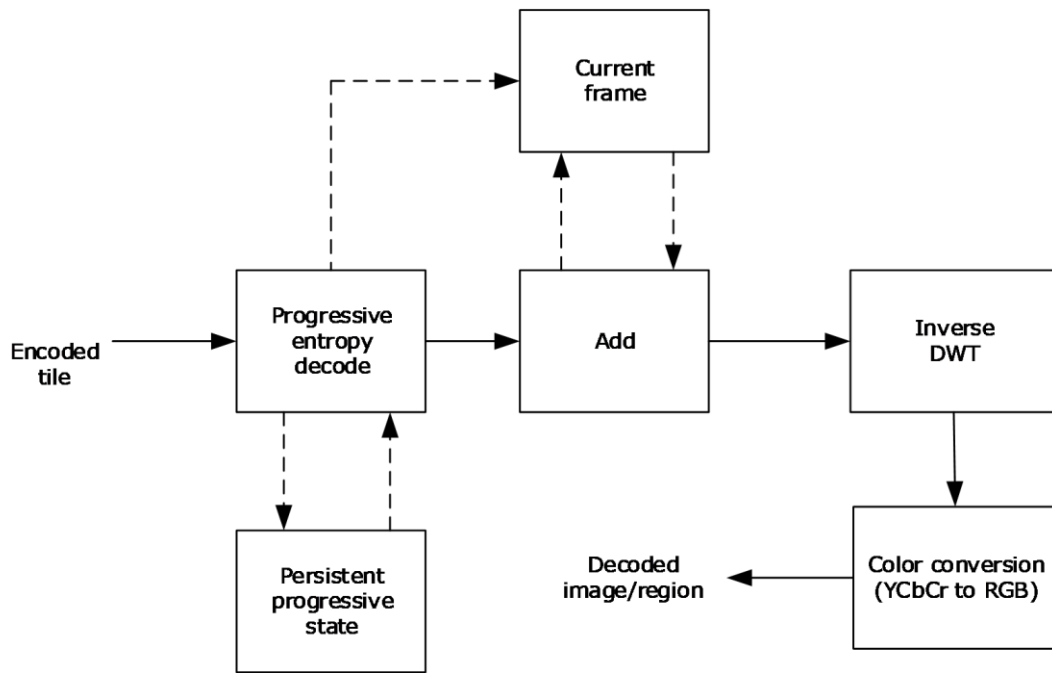 Current
frame
Encoded
tile
Progressive
entropy
decode
Add
Inverse
DWT
Persistent
progressive
state
Decoded
image/region
Color conversion
(YCbCr to RGB)